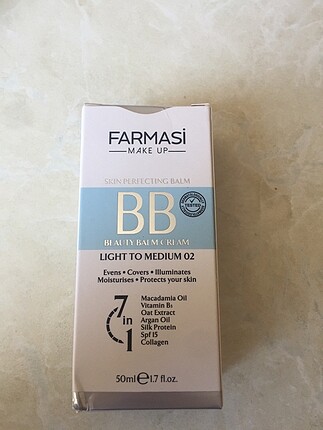 FARMASİ
MAKE UP
SKIN PERFECTING BALM
BB
TESTED
BEAUTY BALM CREAM
LIGHT TO MEDIUM 02
Evens • Covers • Illuminates
Moisturises • Protects your skin
7 in 1
Macadamia Oil
Vitamin B₃
Oat Extract
Argan Oil
Silk Protein
Spf 15
Collagen
50ml ℮ 1.7 fl.oz.